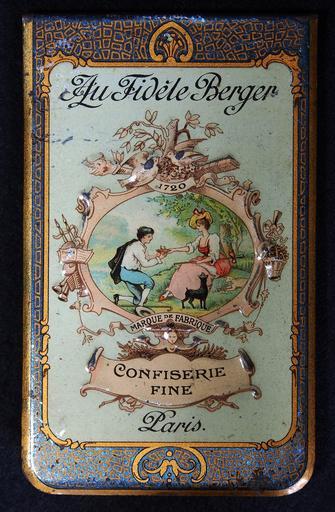 Au Fidèle Berger
1720
MARQUE DE FABRIQUE
CONFISERIE
FINE
Paris.